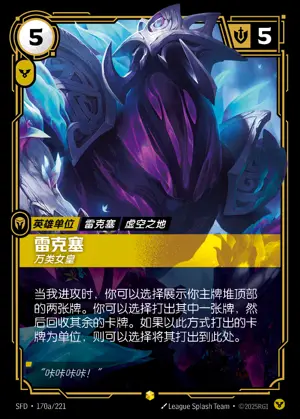 5
5
英雄单位 雷克塞 虚空之地
雷克塞
万类女皇
当我进攻时，你可以选择展示你主牌堆顶部
的两张牌。你可以选择打出其中一张牌，然
后回收其余的卡牌。如果以此方式打出的卡
牌为单位，则可以选择将其打出到此处。
“咔咔咔咔！”
SFD • 170a/221
League Splash Team • ©2025RGI